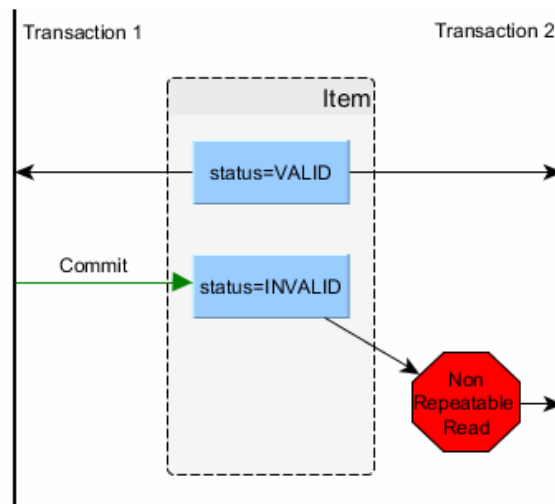 Transaction 1
Transaction 2
Item
status=VALID
Commit
status=INVALID
Non
Repeatable
Read